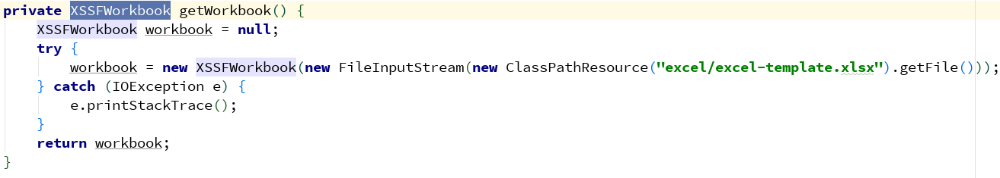 private XSSFWorkbook getWorkbook() {
    XSSFWorkbook workbook = null;
    try {
        workbook = new XSSFWorkbook(new FileInputStream(new ClassPathResource("excel/excel-template.xlsx").getFile()));
    } catch (IOException e) {
        e.printStackTrace();
    }
    return workbook;
}